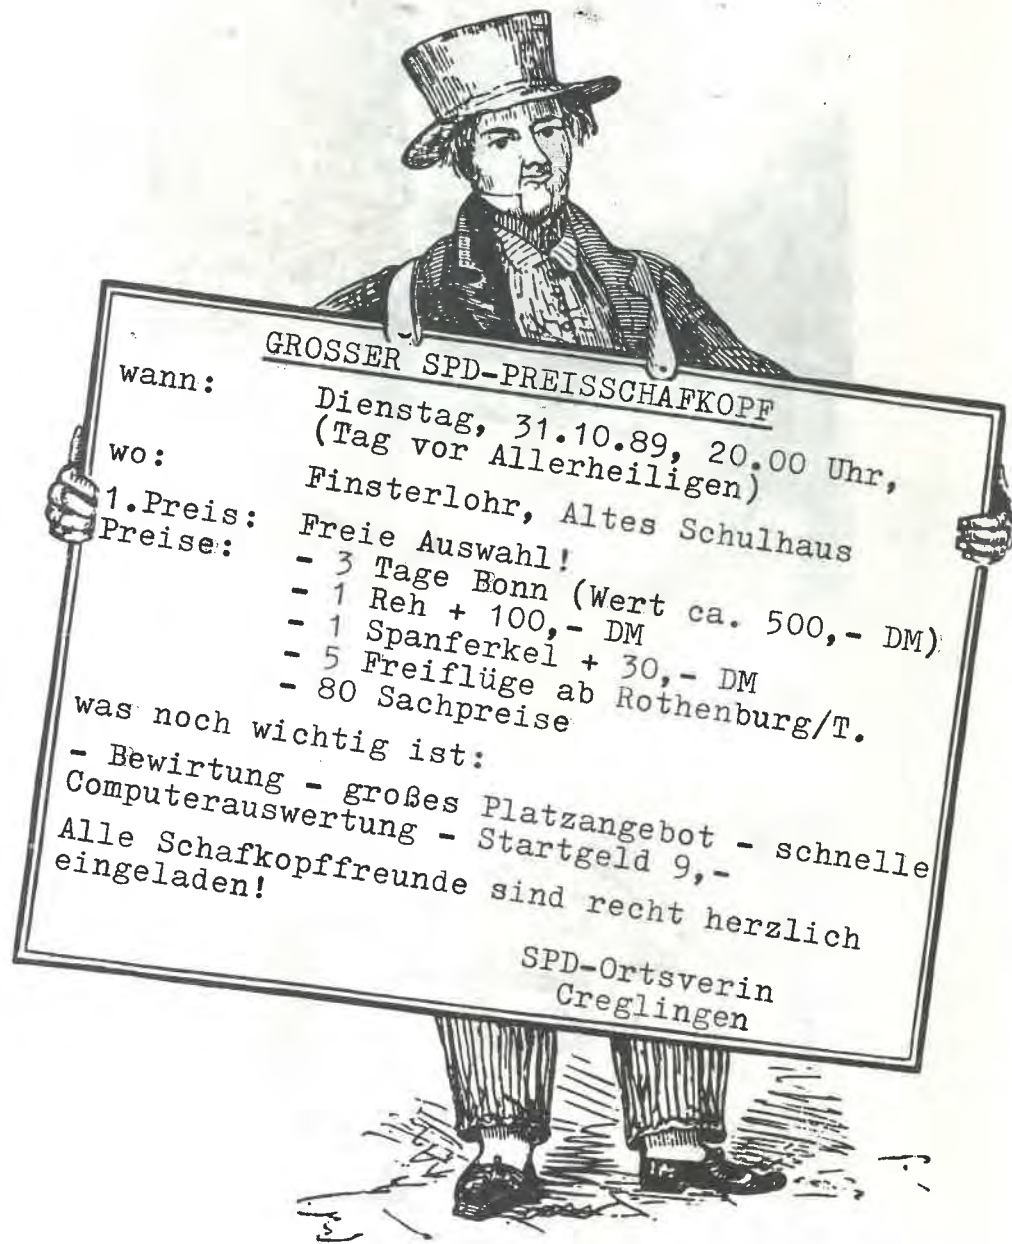 GROSSER SPD-PREISSCHAFKOPF
wann: Dienstag, 31.10.89, 20.00 Uhr,
(Tag vor Allerheiligen)
wo: Finsterlohr, Altes Schulhaus
1.Preis: Freie Auswahl!
Preise: - 3 Tage Bonn (Wert ca. 500,- DM)
- 1 Reh + 100,- DM
- 1 Spanferkel + 30,- DM
- 5 Freiflüge ab Rothenburg/T.
- 80 Sachpreise
was noch wichtig ist:
- Bewirtung - großes Platzangebot - schnelle
Computerauswertung - Startgeld 9,-
Alle Schafkopffreunde sind recht herzlich
eingeladen!
SPD-Ortsverin
Creglingen